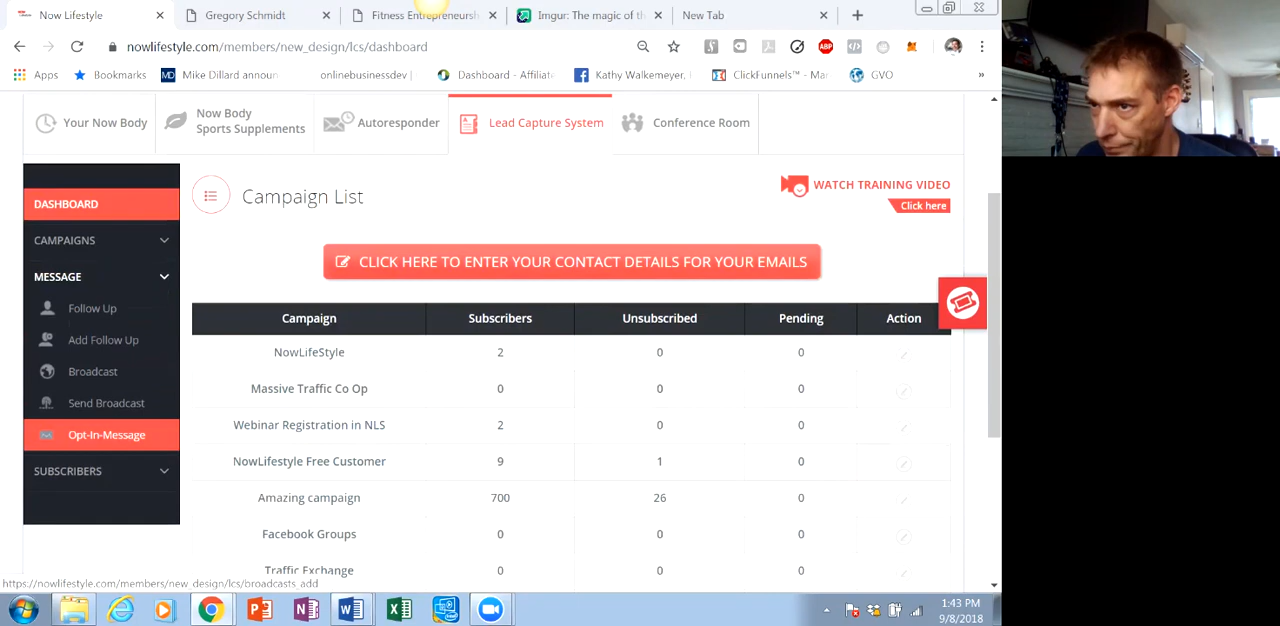 Now Lifestyle
Gregory Schmidt
Fitness Entrepreneursh
Imgur: The magic of th
New Tab
nowlifestyle.com/members/new_design/lcs/dashboard
Apps
Bookmarks
MD
Mike Dillard announ
onlinebusinessdev
Dashboard - Affiliate
Kathy Walkemeyer,
ClickFunnels™ - Mar
GVO
»
ABP
Your Now Body
Now Body
Sports Supplements
Autoresponder
Lead Capture System
Conference Room
DASHBOARD
CAMPAIGNS
MESSAGE
Follow Up
Add Follow Up
Broadcast
Send Broadcast
Opt-In-Message
SUBSCRIBERS
Campaign List
WATCH TRAINING VIDEO
Click here
CLICK HERE TO ENTER YOUR CONTACT DETAILS FOR YOUR EMAILS
Campaign Subscribers Unsubscribed Pending Action
NowLifeStyle 2 0 0
Massive Traffic Co Op 0 0 0
Webinar Registration in NLS 2 0 0
NowLifestyle Free Customer 9 1 0
Amazing campaign 700 26 0
Facebook Groups 0 0 0
Traffic Exchange 0 0 0
https://nowlifestyle.com/members/new_design/lcs/broadcasts_add
1:43 PM
9/8/2018